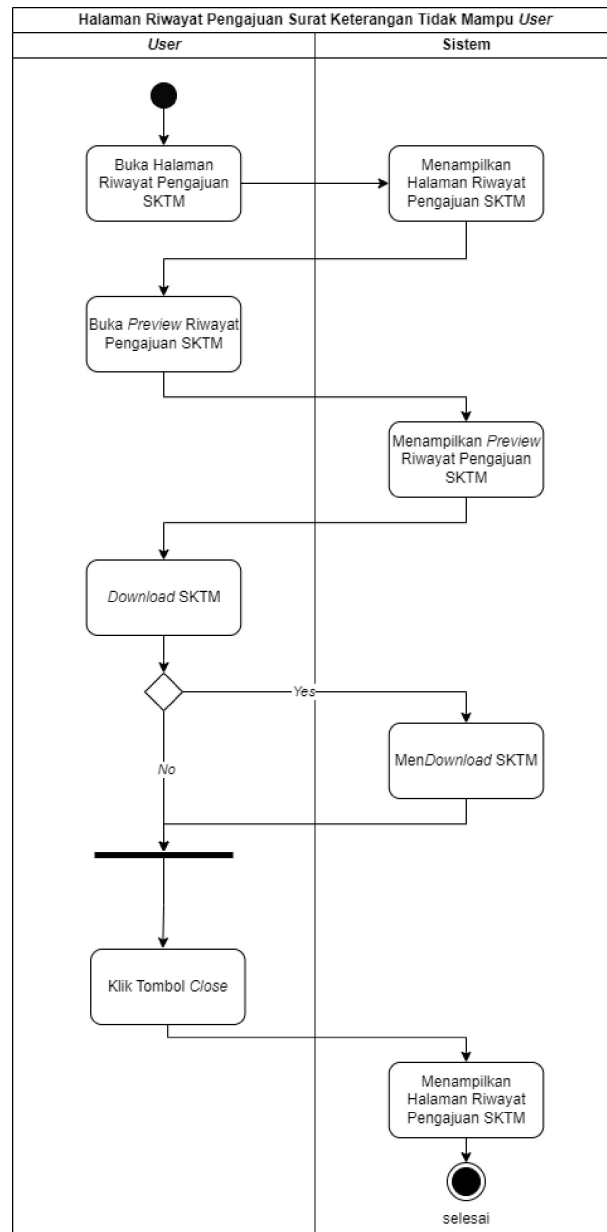 Halaman Riwayat Pengajuan Surat Keterangan Tidak Mampu User
User
Sistem
Buka Halaman
Riwayat Pengajuan
SKTM
Menampilkan
Halaman Riwayat
Pengajuan SKTM
Buka Preview Riwayat
Pengajuan SKTM
Menampilkan Preview
Riwayat Pengajuan
SKTM
Download SKTM
Yes
MenDownload SKTM
No
Klik Tombol Close
Menampilkan
Halaman Riwayat
Pengajuan SKTM
selesai